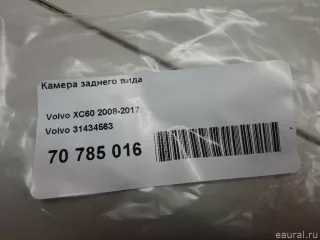 Камера заднего вида
Volvo XC60 2008-2017
Volvo 31434563
70 785 016
eaural.ru